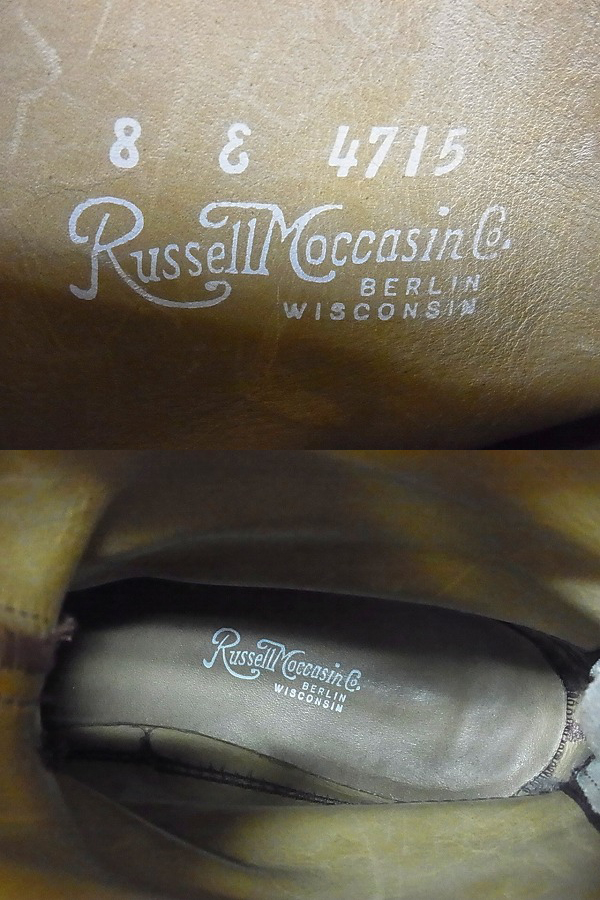 8 E 4715
Russell Moccasin Co.
BERLIN
WISCONSIN
Russell Moccasin Co.
BERLIN
WISCONSIN